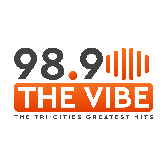 98.9
THE VIBE
THE TRI-CITIES GREATEST HITS